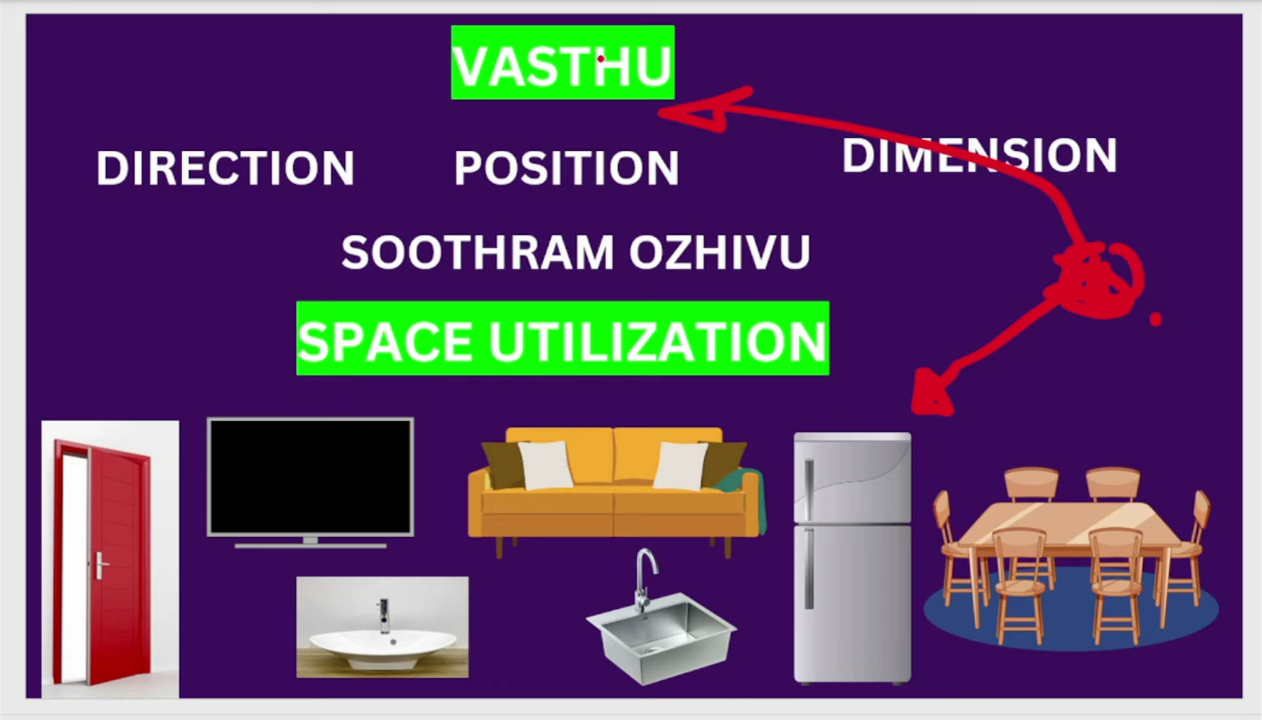 VASTHU
DIRECTION POSITION DIMENSION
SOOTHRAM OZHIVU
SPACE UTILIZATION